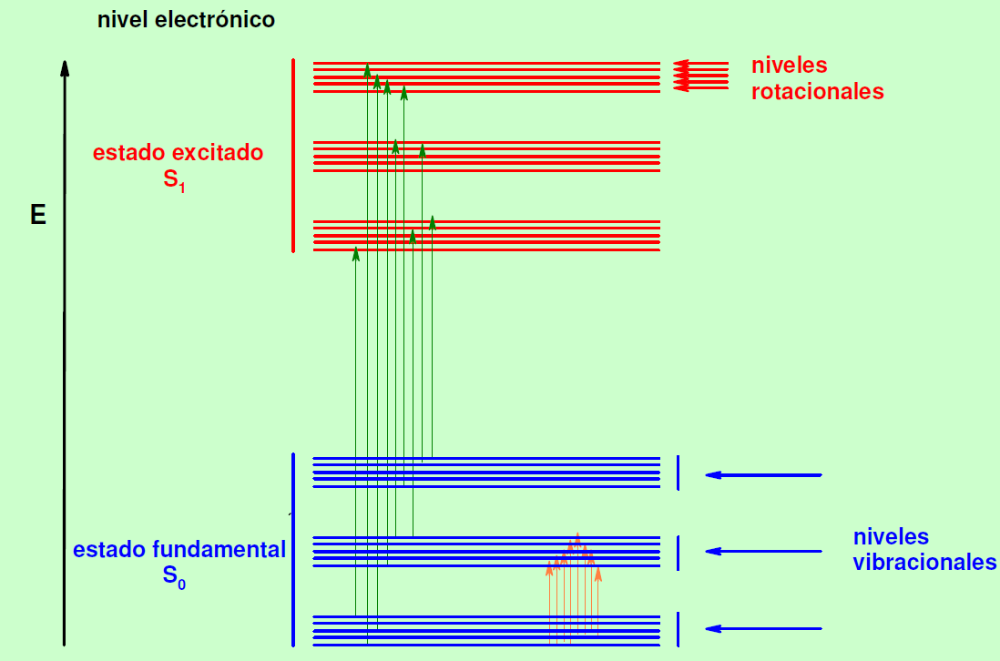 nivel electrónico
niveles
rotacionales
estado excitado
S1
E
estado fundamental
S0
niveles
vibracionales